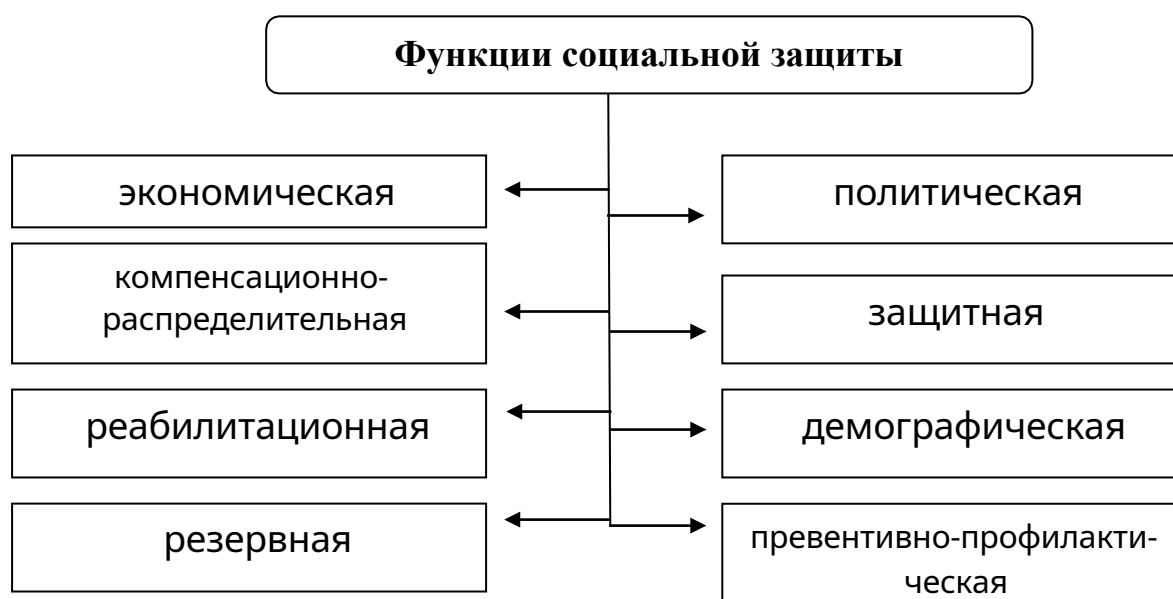 Функции социальной защиты
экономическая
политическая
компенсационно-
распределительная
защитная
реабилитационная
демографическая
резервная
превентивно-профилакти-
ческая